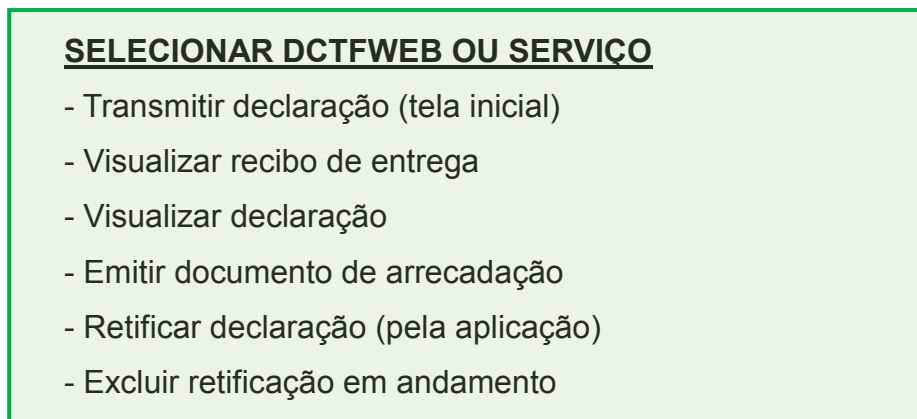 SELECIONAR DCTFWEB OU SERVIÇO
- Transmitir declaração (tela inicial)
- Visualizar recibo de entrega
- Visualizar declaração
- Emitir documento de arrecadação
- Retificar declaração (pela aplicação)
- Excluir retificação em andamento